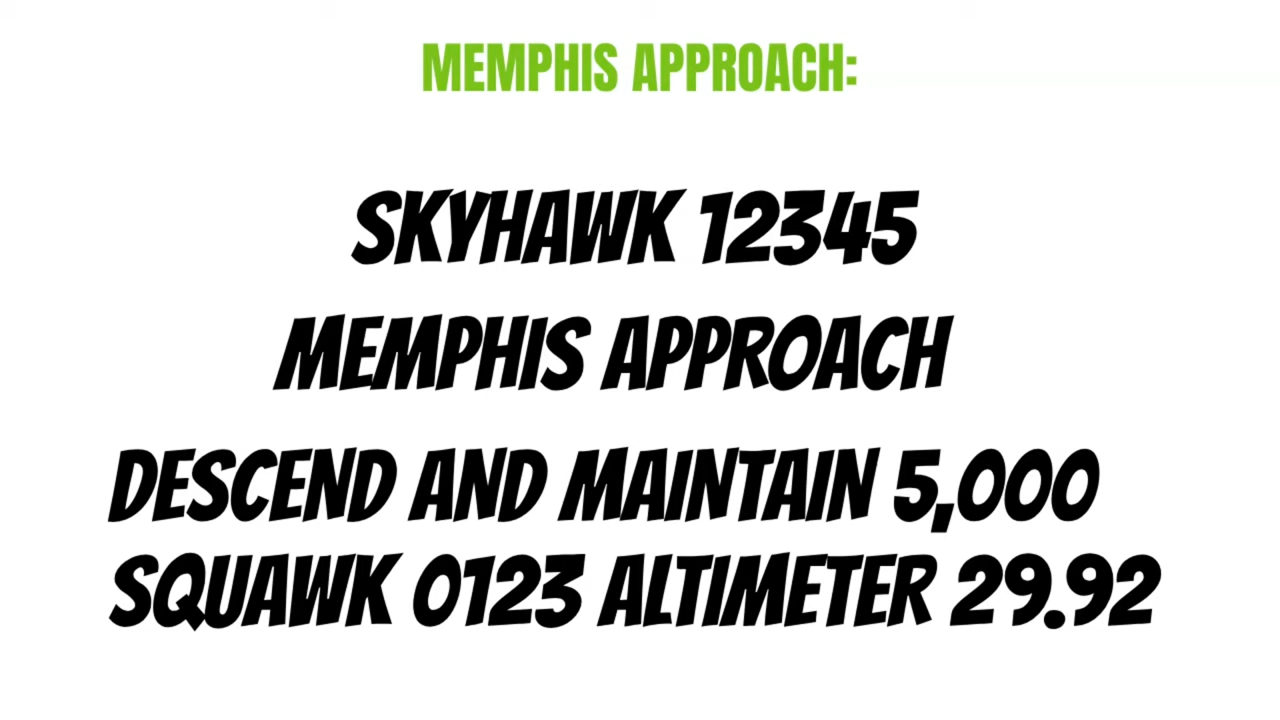 MEMPHIS APPROACH:
SKYHAWK 12345
MEMPHIS APPROACH
DESCEND AND MAINTAIN 5,000
SQUAWK 0123 ALTIMETER 29.92